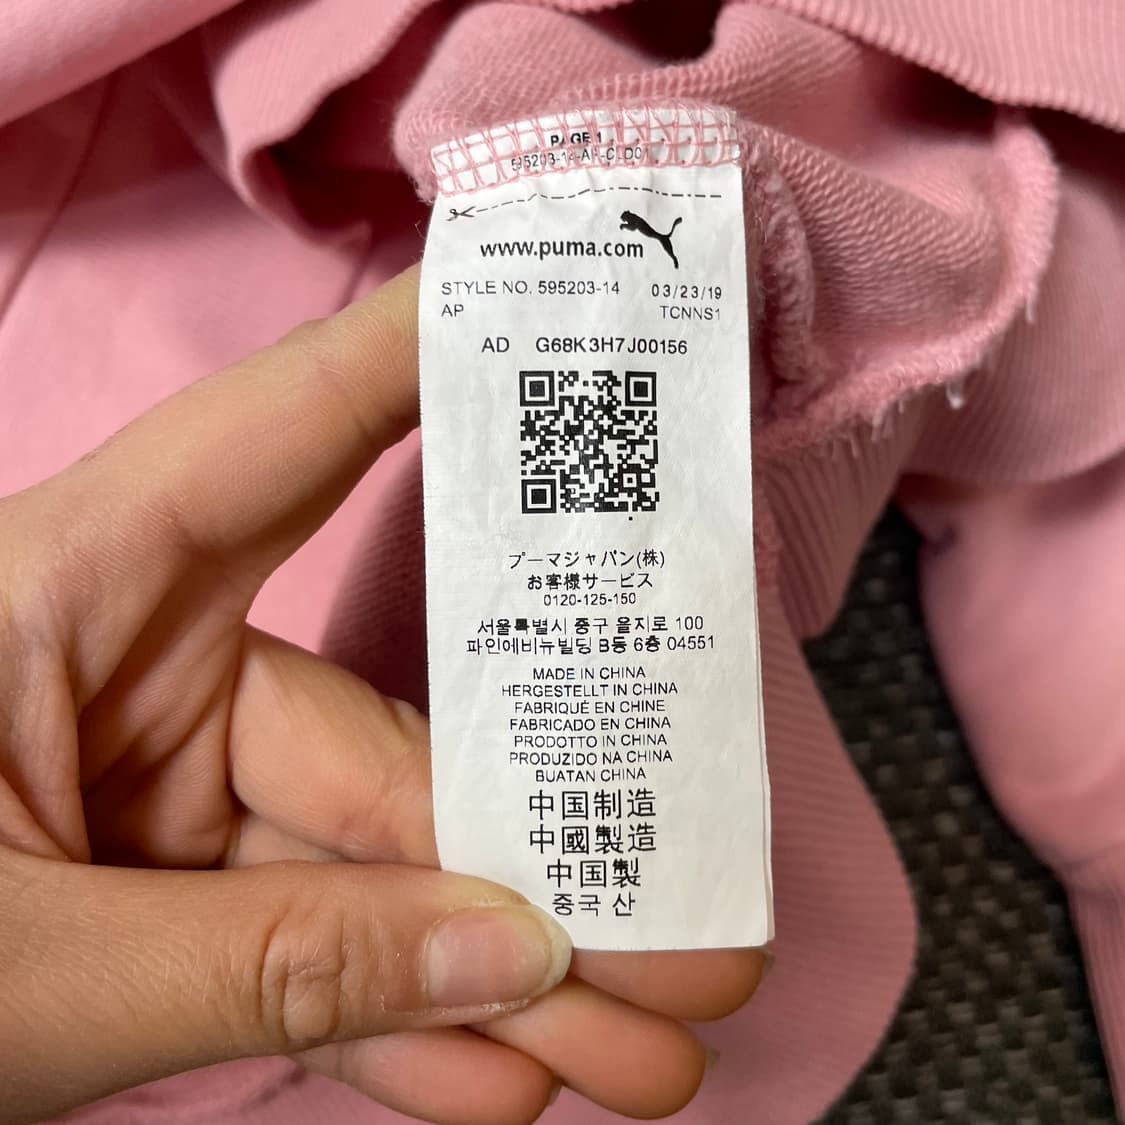 PAGE 1
595203-14-AP-CLD01
www.puma.com
STYLE NO. 595203-14 03/23/19
AP TCNNS1
AD G68K3H7J00156
プーマジャパン(株)
お客様サービス
0120-125-150
서울특별시 중구 을지로 100
파인에비뉴빌딩 B동 6층 04551
MADE IN CHINA
HERGESTELLT IN CHINA
FABRIQUÉ EN CHINE
FABRICADO EN CHINA
PRODOTTO IN CHINA
PRODUZIDO NA CHINA
BUATAN CHINA
中国制造
中國製造
中国製
중국 산